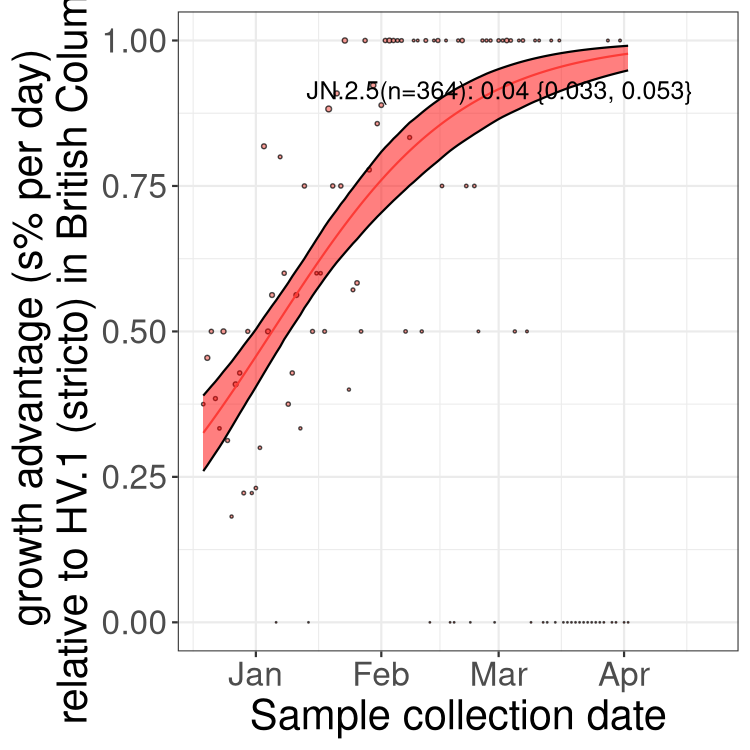 growth advantage (s% per day)
relative to HV.1 (stricto) in British Colum
1.00
0.75
0.50
0.25
0.00
JN.2.5(n=364): 0.04 {0.033, 0.053}
Jan Feb Mar Apr
Sample collection date